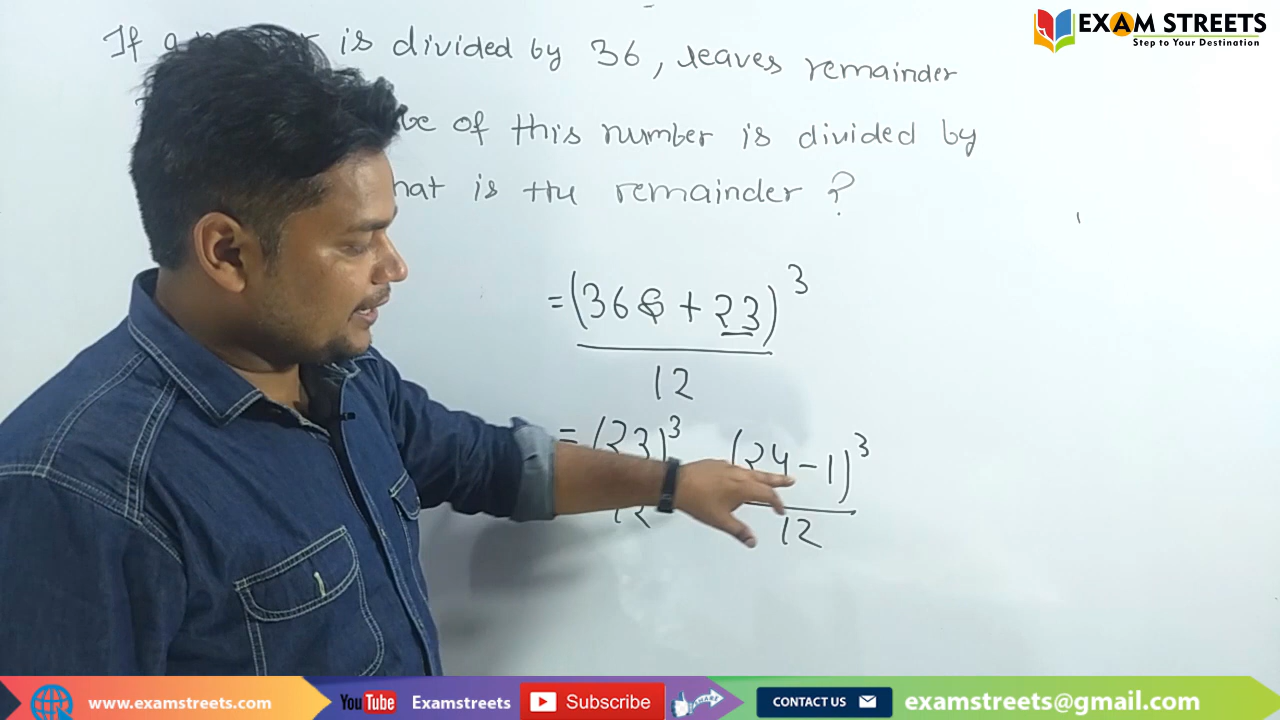 EXAM STREETS
Step to Your Destination
If a is divided by 36, leaves remainder
of this number is divided by
is the remainder ?
= (36 + 23)³
12
= (23)³ (24-1)³
12 12
www.examstreets.com YouTube Examstreets Subscribe SHARE CONTACT US examstreets@gmail.com